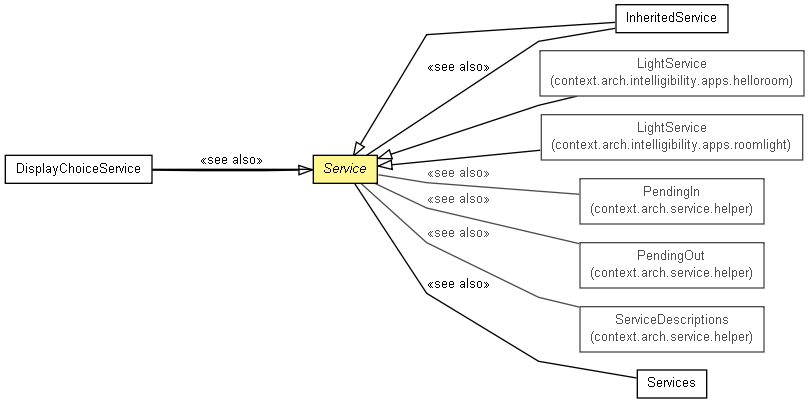 InheritedService
«see also»
LightService
(context.arch.intelligibility.apps.helloroom)
LightService
(context.arch.intelligibility.apps.roomlight)
DisplayChoiceService
«see also»
Service
«see also»
PendingIn
(context.arch.service.helper)
«see also»
PendingOut
(context.arch.service.helper)
«see also»
ServiceDescriptions
(context.arch.service.helper)
«see also»
Services